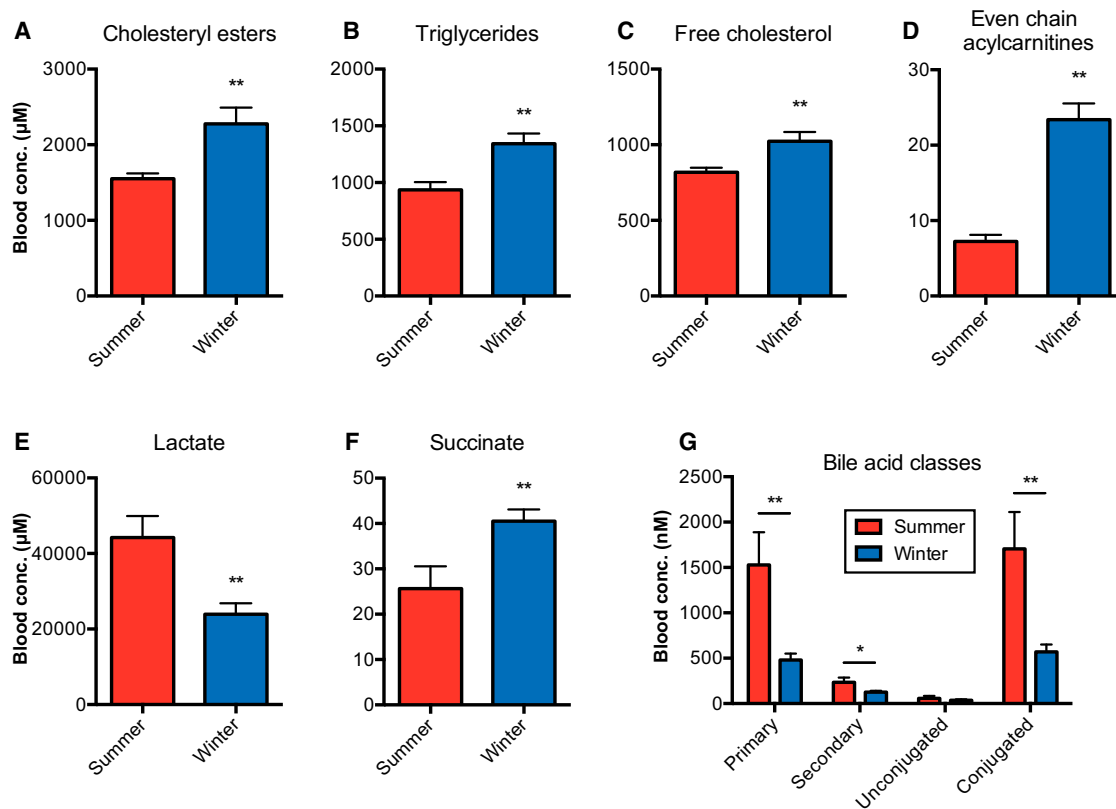 A
Cholesteryl esters
Blood conc. (µM)
3000
2000
1000
0
**
Summer
Winter
B
Triglycerides
2000
1500
1000
500
0
**
Summer
Winter
C
Free cholesterol
1500
1000
500
0
**
Summer
Winter
D
Even chain
acylcarnitines
30
20
10
0
**
Summer
Winter
E
Lactate
Blood conc. (µM)
60000
40000
20000
0
**
Summer
Winter
F
Succinate
50
40
30
20
10
0
**
Summer
Winter
G
Bile acid classes
Blood conc. (nM)
2500
2000
1500
1000
500
0
**
*
**
Summer
Winter
Primary
Secondary
Unconjugated
Conjugated